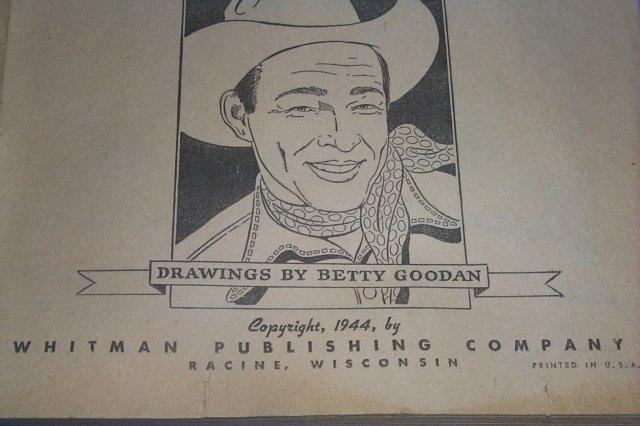 DRAWINGS BY BETTY GOODAN
Copyright, 1944, by
WHITMAN PUBLISHING COMPANY
RACINE, WISCONSIN
PRINTED IN U.S.A.